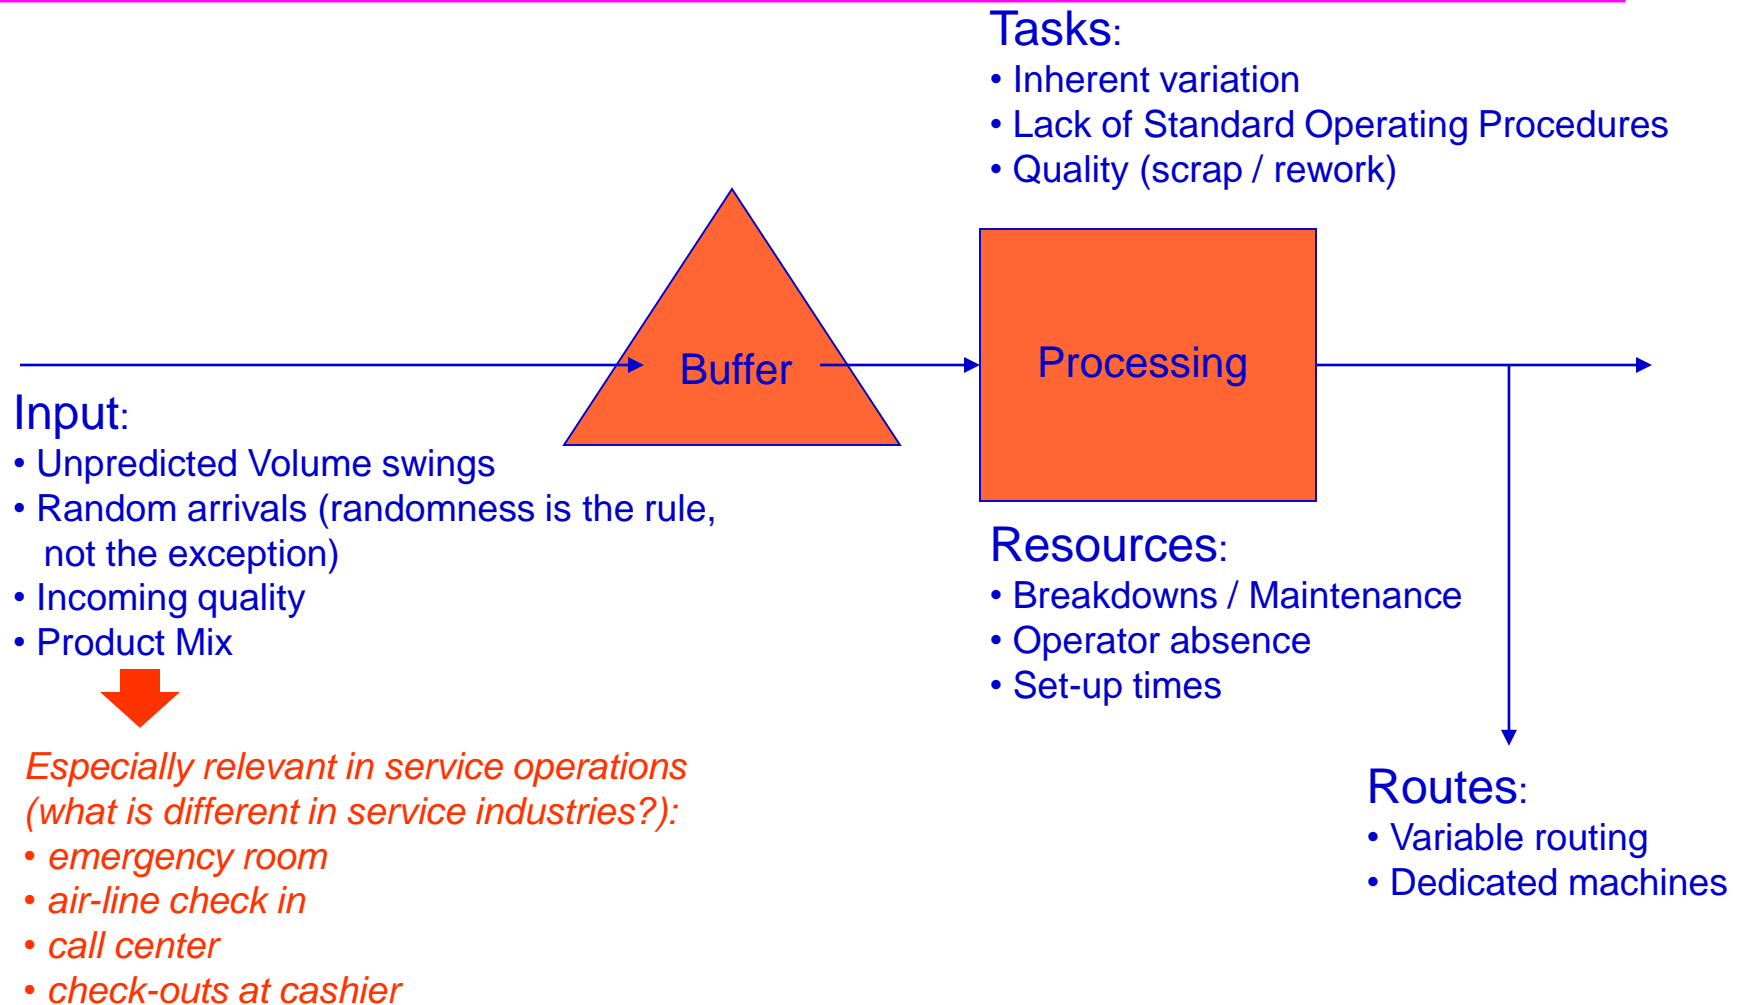 Tasks:
• Inherent variation
• Lack of Standard Operating Procedures
• Quality (scrap / rework)
Buffer
Processing
Input:
• Unpredicted Volume swings
• Random arrivals (randomness is the rule,
not the exception)
• Incoming quality
• Product Mix
Resources:
• Breakdowns / Maintenance
• Operator absence
• Set-up times
Especially relevant in service operations
(what is different in service industries?):
• emergency room
• air-line check in
• call center
• check-outs at cashier
Routes:
• Variable routing
• Dedicated machines